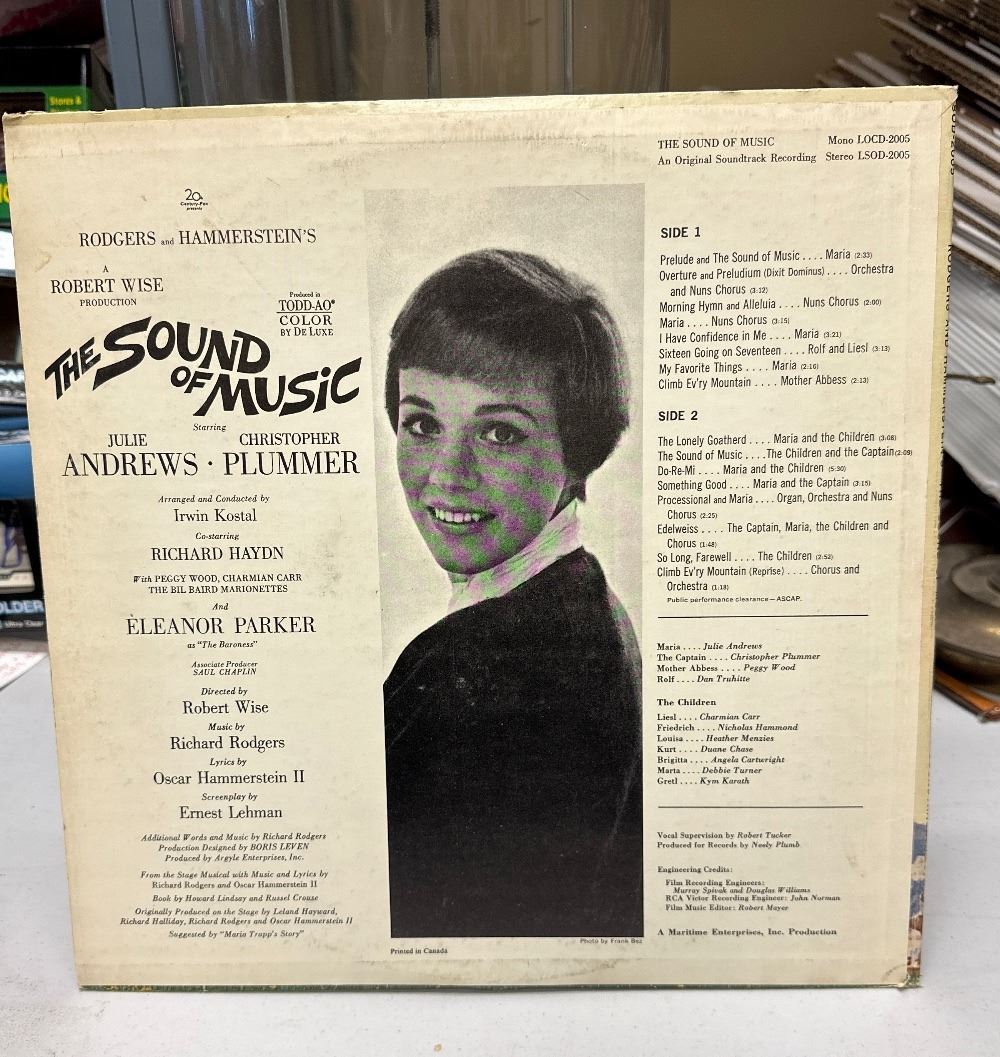 20th
Century-Fox
presents
RODGERS and HAMMERSTEIN'S
A
ROBERT WISE
PRODUCTION
Produced in
TODD-AO®
COLOR
BY DE LUXE
THE SOUND
OF MUSIC
Starring
JULIE CHRISTOPHER
ANDREWS · PLUMMER
Arranged and Conducted by
Irwin Kostal
Co-starring
RICHARD HAYDN
With PEGGY WOOD, CHARMIAN CARR
THE BIL BAIRD MARIONETTES
And
ELEANOR PARKER
as "The Baroness"
Associate Producer
SAUL CHAPLIN
Directed by
Robert Wise
Music by
Richard Rodgers
Lyrics by
Oscar Hammerstein II
Screenplay by
Ernest Lehman
Additional Words and Music by Richard Rodgers
Production Designed by BORIS LEVEN
Produced by Argyle Enterprises, Inc.
From the Stage Musical with Music and Lyrics by
Richard Rodgers and Oscar Hammerstein II
Book by Howard Lindsay and Russel Crouse
Originally Produced on the Stage by Leland Hayward,
Richard Halliday, Richard Rodgers and Oscar Hammerstein II
Suggested by "Maria Trapp's Story"
Printed in Canada
Photo by Frank Bez
THE SOUND OF MUSIC Mono LOCD-2005
An Original Soundtrack Recording Stereo LSOD-2005
SIDE 1
Prelude and The Sound of Music .... Maria (2:33)
Overture and Preludium (Dixit Dominus) .... Orchestra
and Nuns Chorus (3:12)
Morning Hymn and Alleluia .... Nuns Chorus (2:00)
Maria .... Nuns Chorus (3:15)
I Have Confidence in Me .... Maria (3:21)
Sixteen Going on Seventeen .... Rolf and Liesl (3:13)
My Favorite Things .... Maria (2:16)
Climb Ev'ry Mountain .... Mother Abbess (2:13)
SIDE 2
The Lonely Goatherd .... Maria and the Children (3:08)
The Sound of Music ....The Children and the Captain (2:09)
Do-Re-Mi .... Maria and the Children (5:30)
Something Good .... Maria and the Captain (3:15)
Processional and Maria .... Organ, Orchestra and Nuns
Chorus (2:25)
Edelweiss .... The Captain, Maria, the Children and
Chorus (1:48)
So Long, Farewell .... The Children (2:52)
Climb Ev'ry Mountain (Reprise) .... Chorus and
Orchestra (1:18)
Public performance clearance—ASCAP.
Maria .... Julie Andrews
The Captain .... Christopher Plummer
Mother Abbess .... Peggy Wood
Rolf .... Dan Truhitte
The Children
Liesl .... Charmian Carr
Friedrich .... Nicholas Hammond
Louisa .... Heather Menzies
Kurt .... Duane Chase
Brigitta .... Angela Cartwright
Marta .... Debbie Turner
Gretl .... Kym Karath
Vocal Supervision by Robert Tucker
Produced for Records by Neely Plumb
Engineering Credits:
Film Recording Engineers:
Murray Spivak and Douglas Williams
RCA Victor Recording Engineer: John Norman
Film Music Editor: Robert Mayer
A Maritime Enterprises, Inc. Production
Stores &
OLDER
Ultra Clear